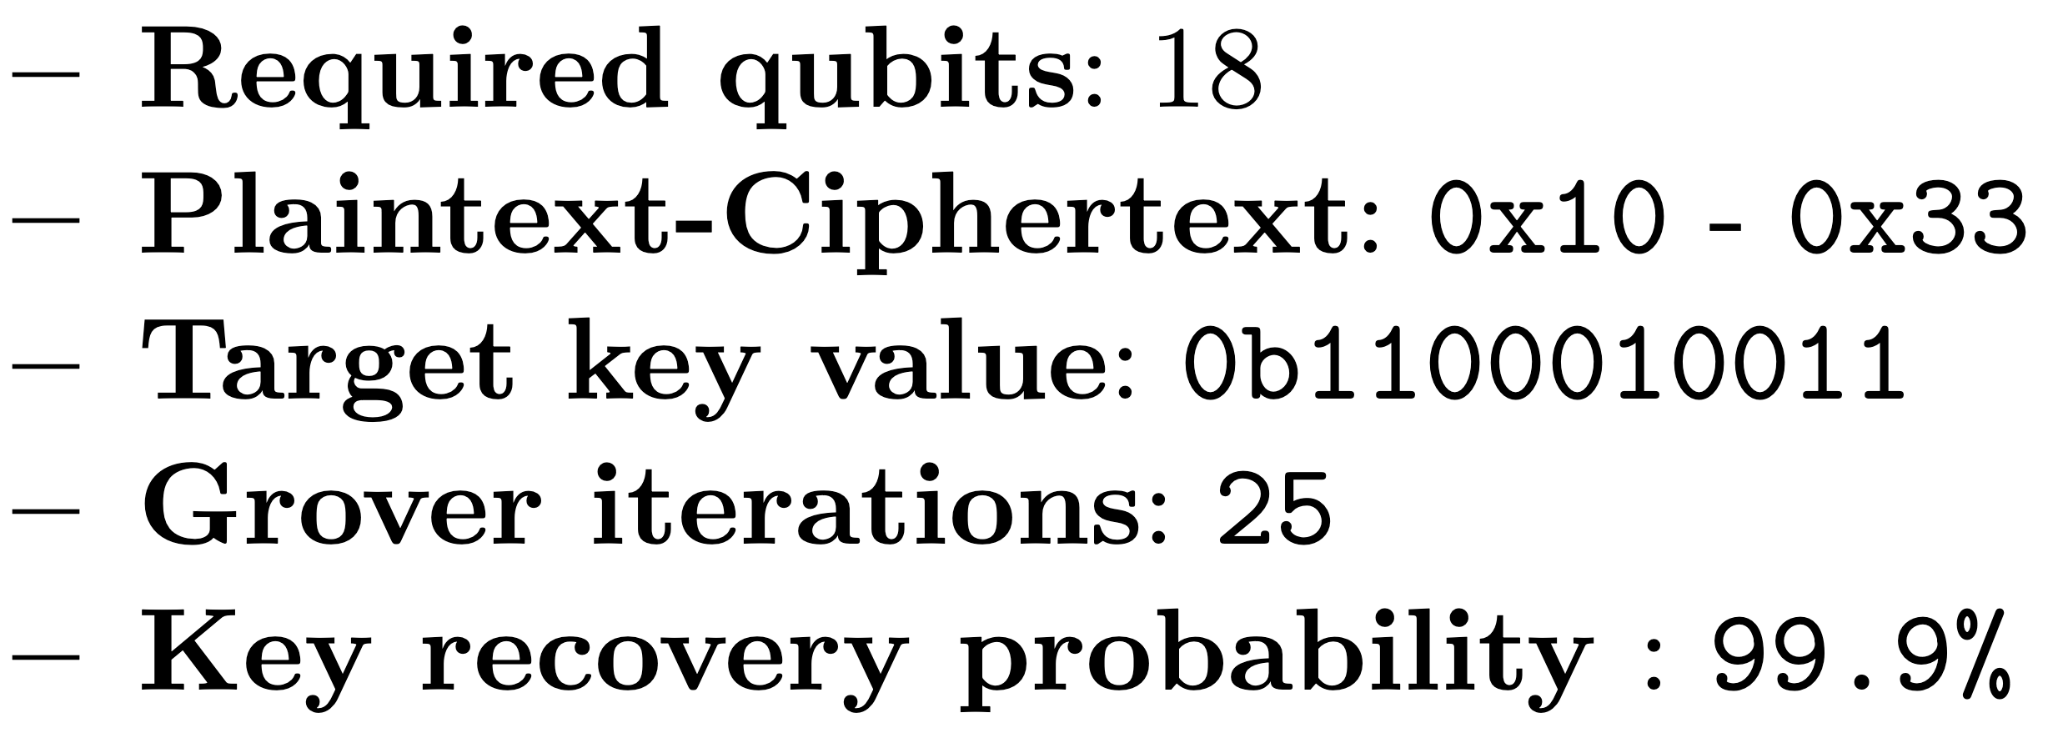 – Required qubits: 18
– Plaintext-Ciphertext: 0x10 - 0x33
– Target key value: 0b1100010011
– Grover iterations: 25
– Key recovery probability : 99.9%